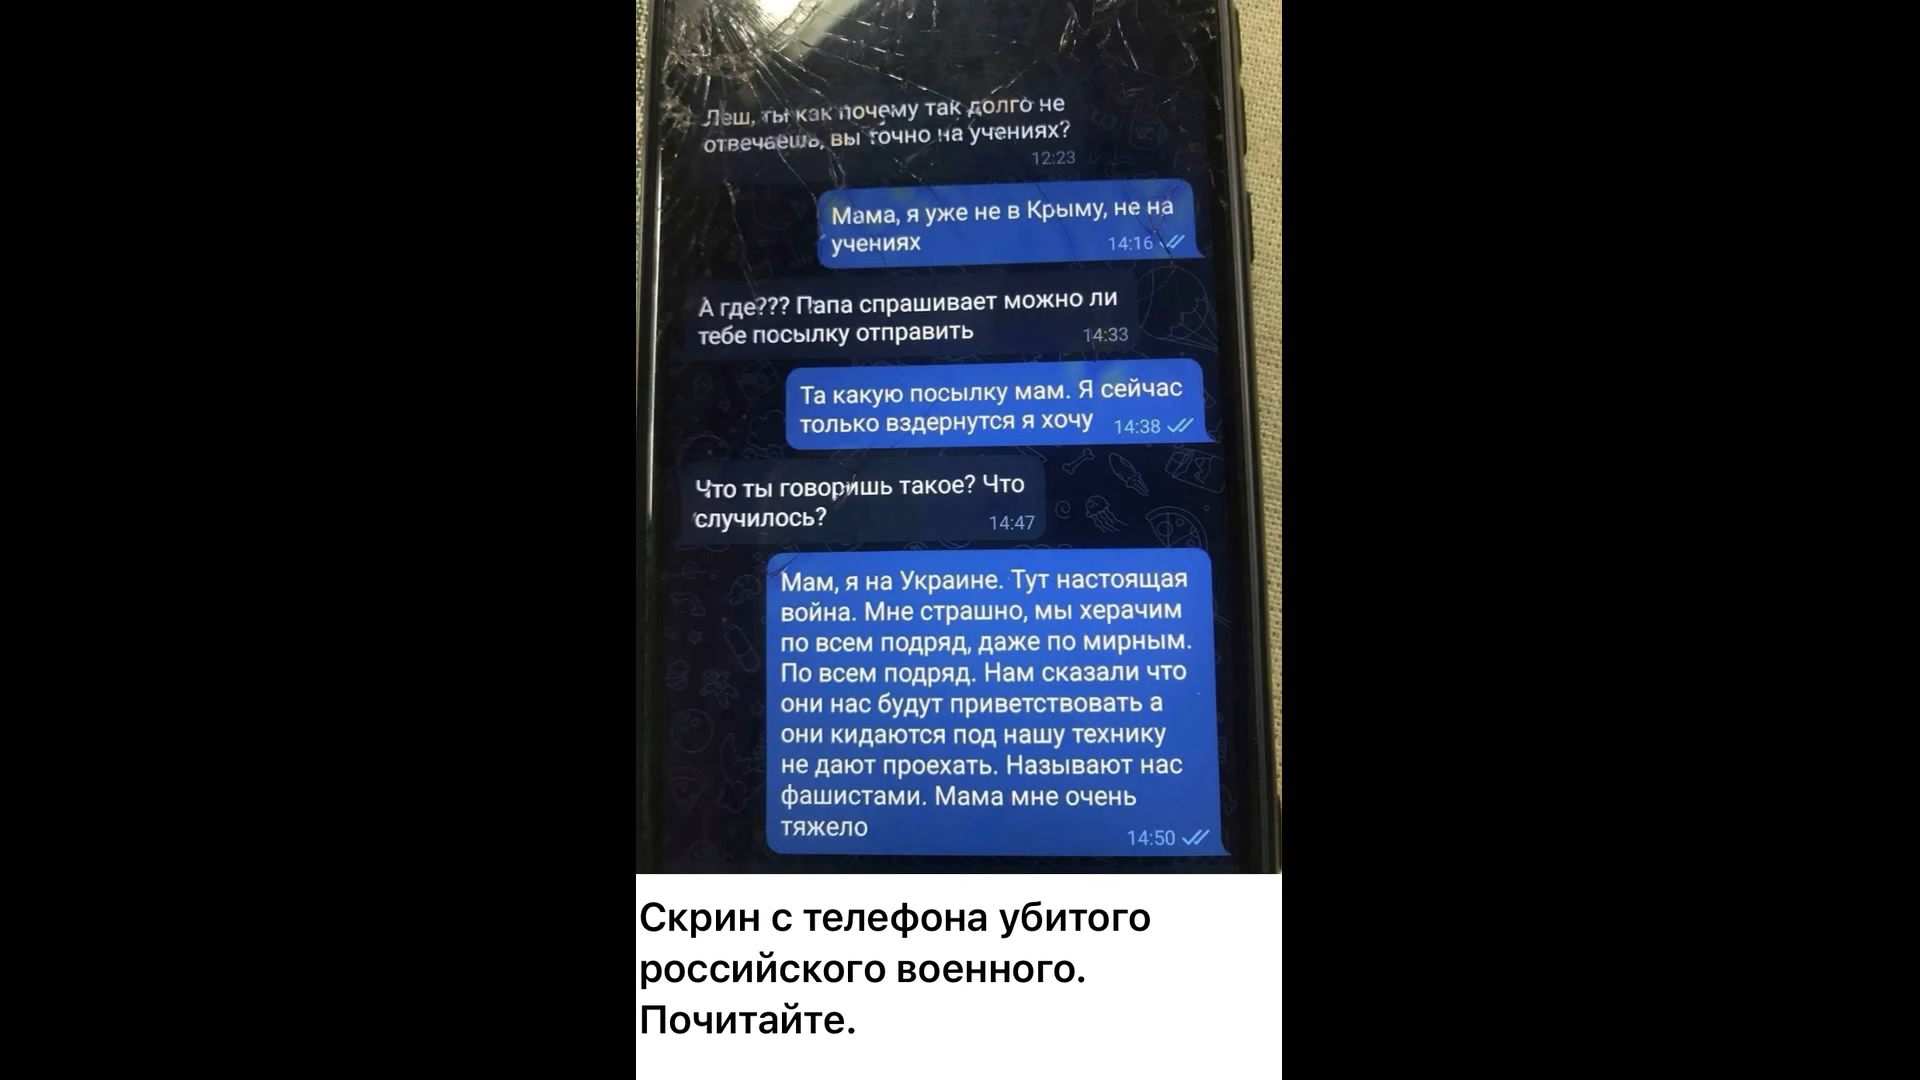 Леш, ты как почему так долго не
отвечаешь, вы точно на учениях?
12:23
Мама, я уже не в Крыму, не на
учениях
14:16
А где??? Папа спрашивает можно ли
тебе посылку отправить
14:33
Та какую посылку мам. Я сейчас
только вздернутся я хочу
14:38
Что ты говоришь такое? Что
случилось?
14:47
Мам, я на Украине. Тут настоящая
война. Мне страшно, мы херачим
по всем подряд, даже по мирным.
По всем подряд. Нам сказали что
они нас будут приветствовать а
они кидаются под нашу технику
не дают проехать. Называют нас
фашистами. Мама мне очень
тяжело
14:50
Скрин с телефона убитого
российского военного.
Почитайте.